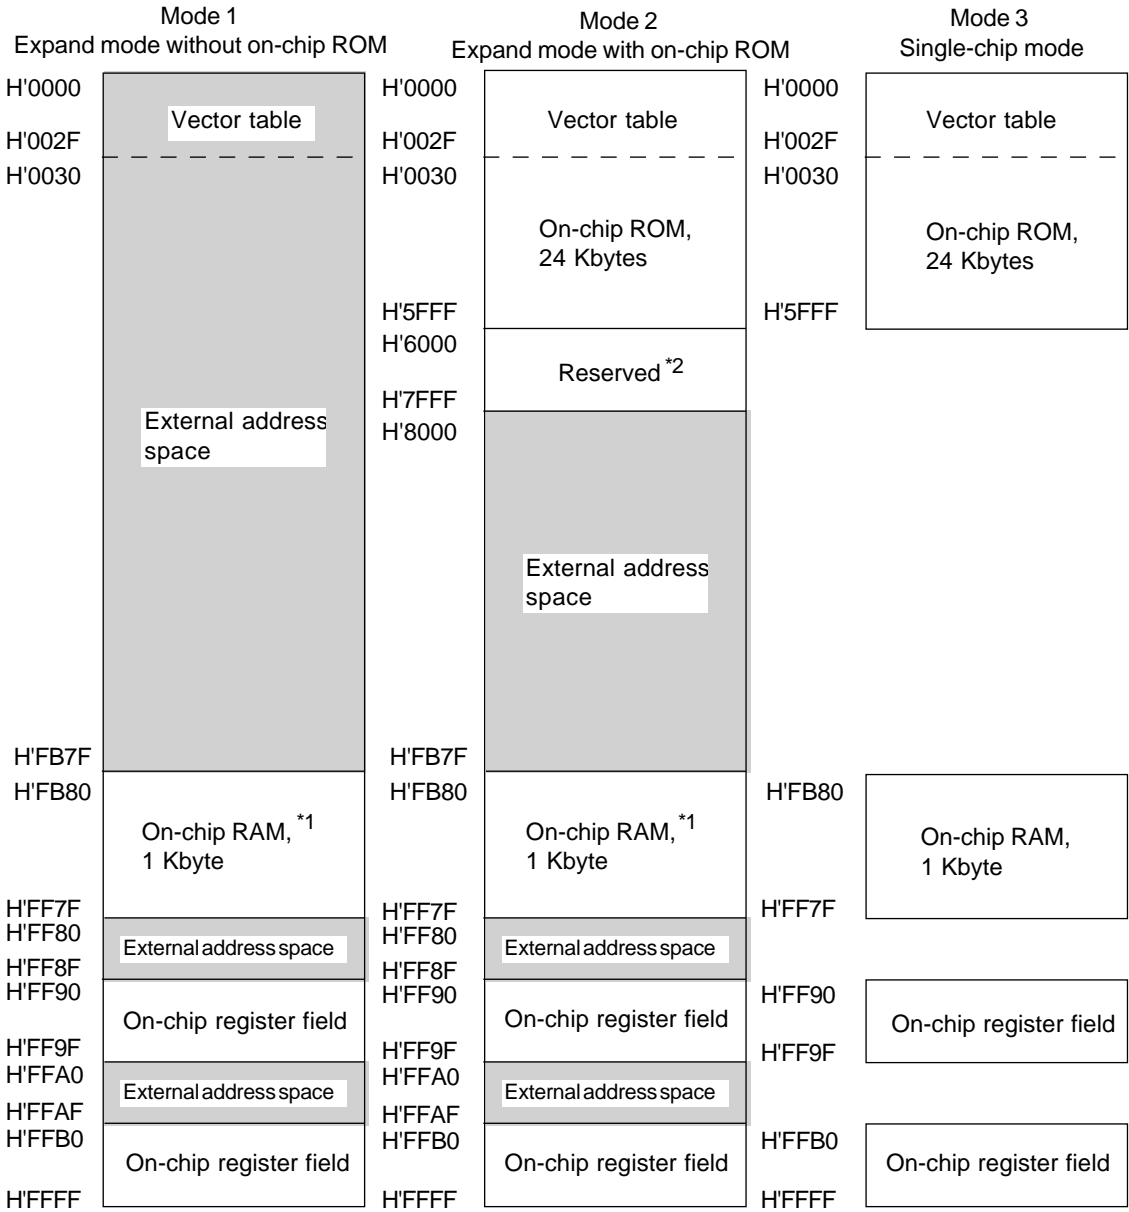 Mode 1
Expand mode without on-chip ROM
H'0000
Vector table
H'002F
H'0030
External address
space
H'FB7F
H'FB80
On-chip RAM, *1
1 Kbyte
H'FF7F
H'FF80
External address space
H'FF8F
H'FF90
On-chip register field
H'FF9F
H'FFA0
External address space
H'FFAF
H'FFB0
On-chip register field
H'FFFF
Mode 2
Expand mode with on-chip ROM
H'0000
Vector table
H'002F
H'0030
On-chip ROM,
24 Kbytes
H'5FFF
H'6000
Reserved *2
H'7FFF
H'8000
External address
space
H'FB7F
H'FB80
On-chip RAM, *1
1 Kbyte
H'FF7F
H'FF80
External address space
H'FF8F
H'FF90
On-chip register field
H'FF9F
H'FFA0
External address space
H'FFAF
H'FFB0
On-chip register field
H'FFFF
Mode 3
Single-chip mode
H'0000
Vector table
H'002F
H'0030
On-chip ROM,
24 Kbytes
H'5FFF
H'FB80
On-chip RAM,
1 Kbyte
H'FF7F
H'FF90
On-chip register field
H'FF9F
H'FFB0
On-chip register field
H'FFFF